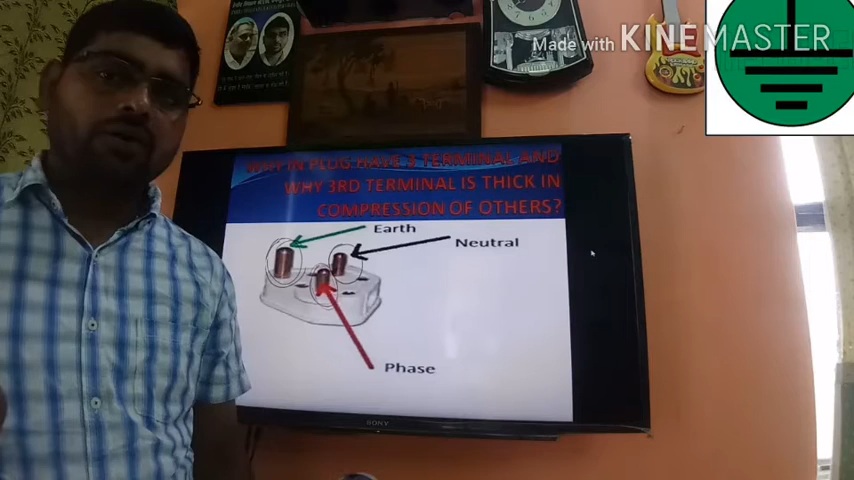 Made with KINEMASTER
WHY IN PLUG HAVE 3 TERMINAL AND
WHY 3RD TERMINAL IS THICK IN
COMPRESSION OF OTHERS?
Earth
Neutral
Phase
SONY